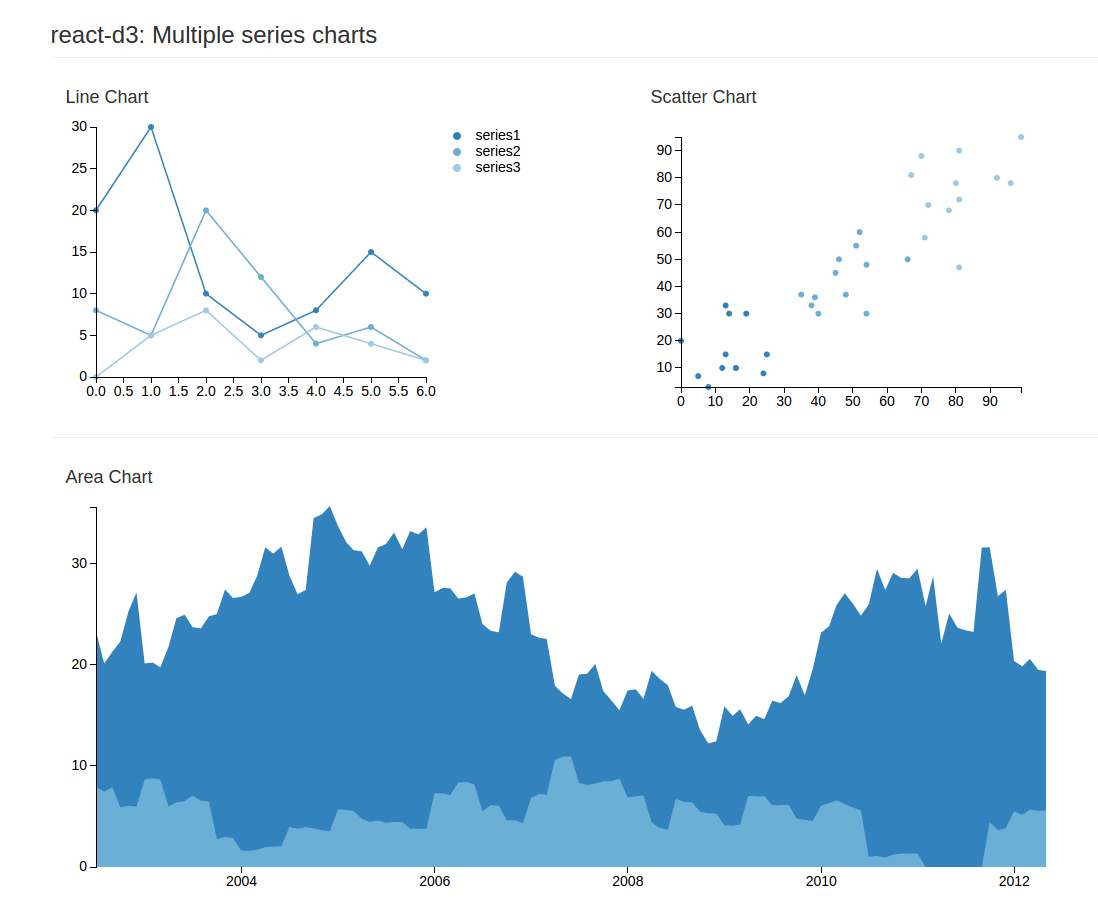 react-d3: Multiple series charts
Line Chart
30
25
20
15
10
5
0
0.0 0.5 1.0 1.5 2.0 2.5 3.0 3.5 4.0 4.5 5.0 5.5 6.0
series1
series2
series3
Scatter Chart
90
80
70
60
50
40
30
20
10
0 10 20 30 40 50 60 70 80 90
Area Chart
30
20
10
0
2004 2006 2008 2010 2012